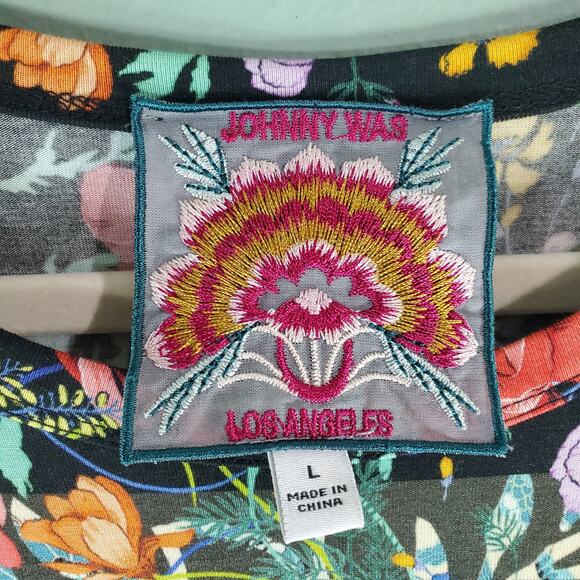 JOHNNY WAS
LOS ANGELES
L
MADE IN
CHINA